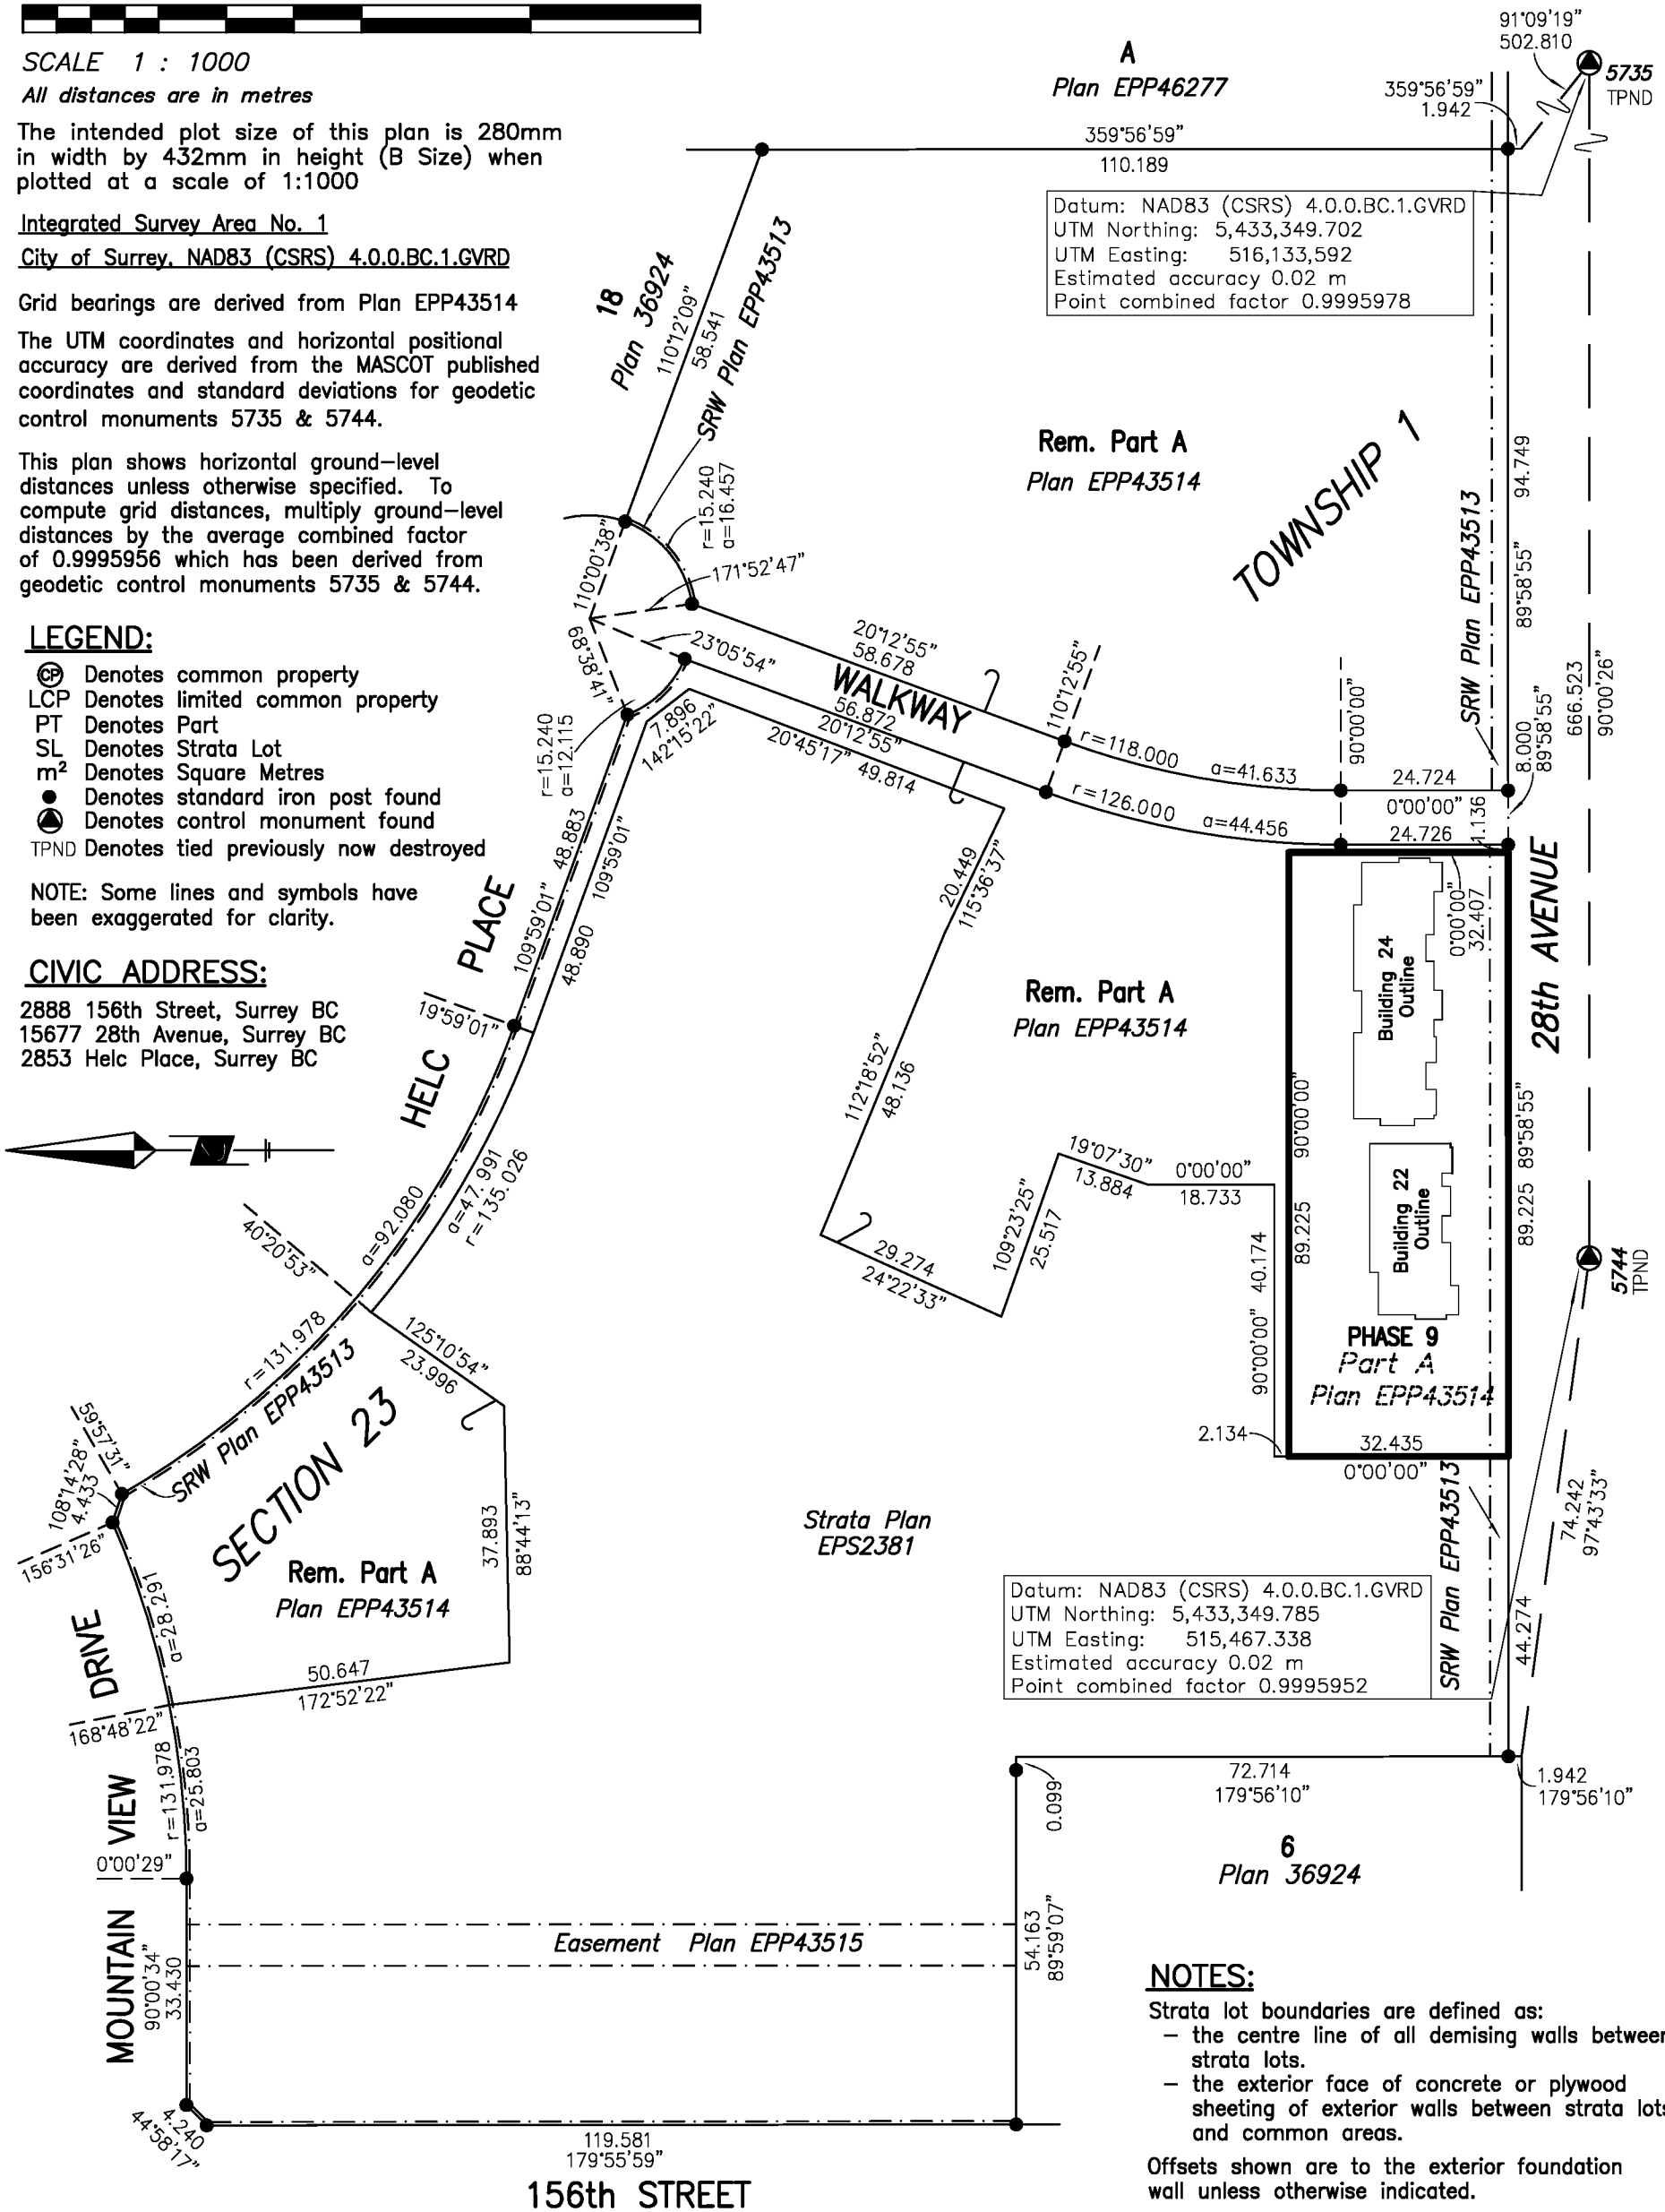 SCALE 1 : 1000
All distances are in metres
The intended plot size of this plan is 280mm
in width by 432mm in height (B Size) when
plotted at a scale of 1:1000
Integrated Survey Area No. 1
City of Surrey, NAD83 (CSRS) 4.0.0.BC.1.GVRD
Grid bearings are derived from Plan EPP43514
The UTM coordinates and horizontal positional
accuracy are derived from the MASCOT published
coordinates and standard deviations for geodetic
control monuments 5735 & 5744.
This plan shows horizontal ground-level
distances unless otherwise specified. To
compute grid distances, multiply ground-level
distances by the average combined factor
of 0.9995956 which has been derived from
geodetic control monuments 5735 & 5744.
LEGEND:
CP Denotes common property
LCP Denotes limited common property
PT Denotes Part
SL Denotes Strata Lot
m² Denotes Square Metres
Denotes standard iron post found
Denotes control monument found
TPND Denotes tied previously now destroyed
NOTE: Some lines and symbols have
been exaggerated for clarity.
CIVIC ADDRESS:
2888 156th Street, Surrey BC
15677 28th Avenue, Surrey BC
2853 Helc Place, Surrey BC
A
Plan EPP46277
359°56'59"
110.189
359°56'59"
1.942
91°09'19"
502.810
5735
TPND
Datum: NAD83 (CSRS) 4.0.0.BC.1.GVRD
UTM Northing: 5,433,349.702
UTM Easting: 516,133,592
Estimated accuracy 0.02 m
Point combined factor 0.9995978
18
Plan 36924
110°12'09"
58.541
SRW Plan EPP43513
r=15.240
a=16.457
110°00'38"
171°52'47"
68°38'41"
23°05'54"
r=15.240
a=12.115
Rem. Part A
Plan EPP43514
TOWNSHIP 1
SRW Plan EPP43513
94.749
89°58'55"
666.523
90°00'26"
20°12'55"
58.678
WALKWAY
56.872
20°12'55"
20°45'17" 49.814
7.896
142°15'22"
110°12'55"
r=118.000
a=41.633
r=126.000
a=44.456
90°00'00"
24.724
0°00'00"
24.726
1.136
8.000
89°58'55"
28th AVENUE
0°00'00"
32.407
Building 24
Outline
Building 22
Outline
90°00'00"
89.225
89.225 89°58'55"
PHASE 9
Part A
Plan EPP43514
32.435
0°00'00"
2.134
90°00'00" 40.174
0°00'00"
18.733
19°07'30"
13.884
109°23'25"
25.517
29.274
24°22'33"
112°18'52"
48.136
20.449
115°36'37"
Rem. Part A
Plan EPP43514
48.883
109°59'01"
109°59'01"
48.890
HELC PLACE
19°59'01"
a=92.080
r=131.978
a=47.991
r=135.026
40°20'53"
SRW Plan EPP43513
125°10'54"
23.996
SECTION 23
59°57'31"
108°14'28"
4.433
156°31'26"
a=28.291
Rem. Part A
Plan EPP43514
37.893
88°44'13"
50.647
172°52'22"
168°48'22"
r=131.978
a=25.803
0°00'29"
MOUNTAIN VIEW DRIVE
90°00'34"
33.430
4.240
44°58'17"
Strata Plan
EPS2381
5744
TPND
Datum: NAD83 (CSRS) 4.0.0.BC.1.GVRD
UTM Northing: 5,433,349.785
UTM Easting: 515,467.338
Estimated accuracy 0.02 m
Point combined factor 0.9995952
SRW Plan EPP43513
44.274
74.242
97°43'33"
72.714
179°56'10"
1.942
179°56'10"
0.099
6
Plan 36924
54.163
89°59'07"
Easement Plan EPP43515
119.581
179°55'59"
156th STREET
NOTES:
Strata lot boundaries are defined as:
– the centre line of all demising walls between
strata lots.
– the exterior face of concrete or plywood
sheeting of exterior walls between strata lots
and common areas.
Offsets shown are to the exterior foundation
wall unless otherwise indicated.